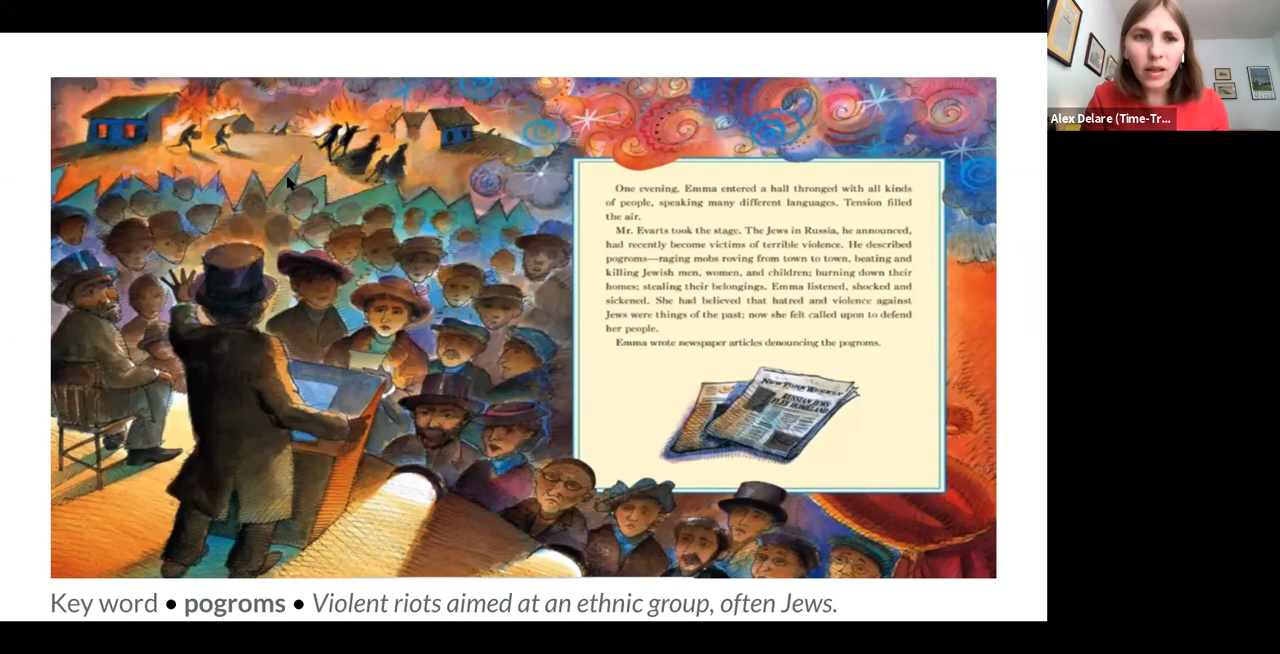 Alex Delare (Time-Tr...
One evening, Emma entered a hall thronged with all kinds
of people, speaking many different languages. Tension filled
the air.
Mr. Evarts took the stage. The Jews in Russia, he announced,
had recently become victims of terrible violence. He described
pogroms—raging mobs roving from town to town, beating and
killing Jewish men, women, and children; burning down their
homes; stealing their belongings. Emma listened, shocked and
sickened. She had believed that hatred and violence against
Jews were things of the past; now she felt called upon to defend
her people.
Emma wrote newspaper articles denouncing the pogroms.
NEW YORK WEEKLY
RUSSIAN JEWS
FLEE HOMELAND
Key word • pogroms • Violent riots aimed at an ethnic group, often Jews.